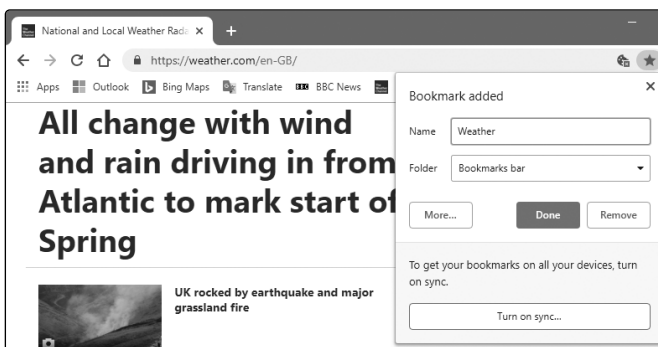 National and Local Weather Rada
https://weather.com/en-GB/
Apps Outlook Bing Maps Translate BBC News
Bookmark added
Name Weather
Folder Bookmarks bar
More... Done Remove
To get your bookmarks on all your devices, turn
on sync.
Turn on sync...
All change with wind
and rain driving in from
Atlantic to mark start of
Spring
UK rocked by earthquake and major
grassland fire